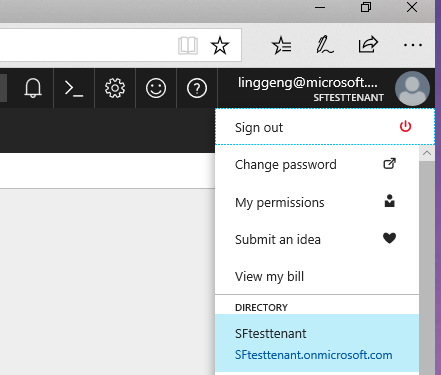 linggeng@microsoft....
SFTESTTENANT
Sign out
Change password
My permissions
Submit an idea
View my bill
DIRECTORY
SFtesttenant
SFtesttenant.onmicrosoft.com